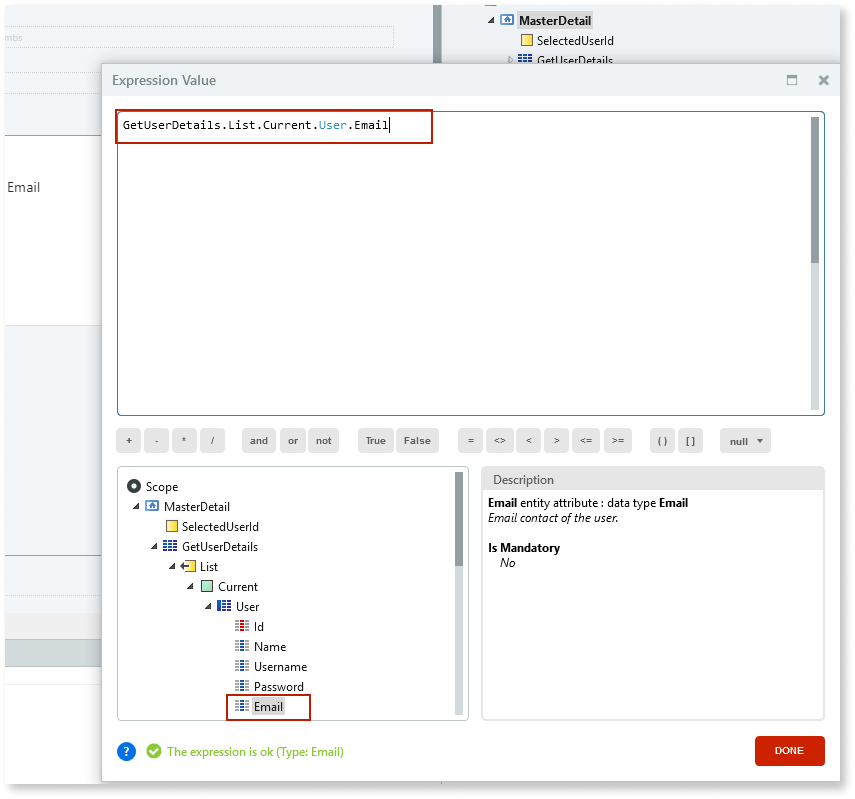 mbs
MasterDetail
SelectedUserId
GetUserDetails
Expression Value
GetUserDetails.List.Current.User.Email
Email
+ - * / and or not True False = <> < > <= >= ( ) [ ] null
Scope
MasterDetail
SelectedUserId
GetUserDetails
List
Current
User
Id
Name
Username
Password
Email
Description
Email entity attribute : data type Email
Email contact of the user.
Is Mandatory
No
? The expression is ok (Type: Email)
DONE